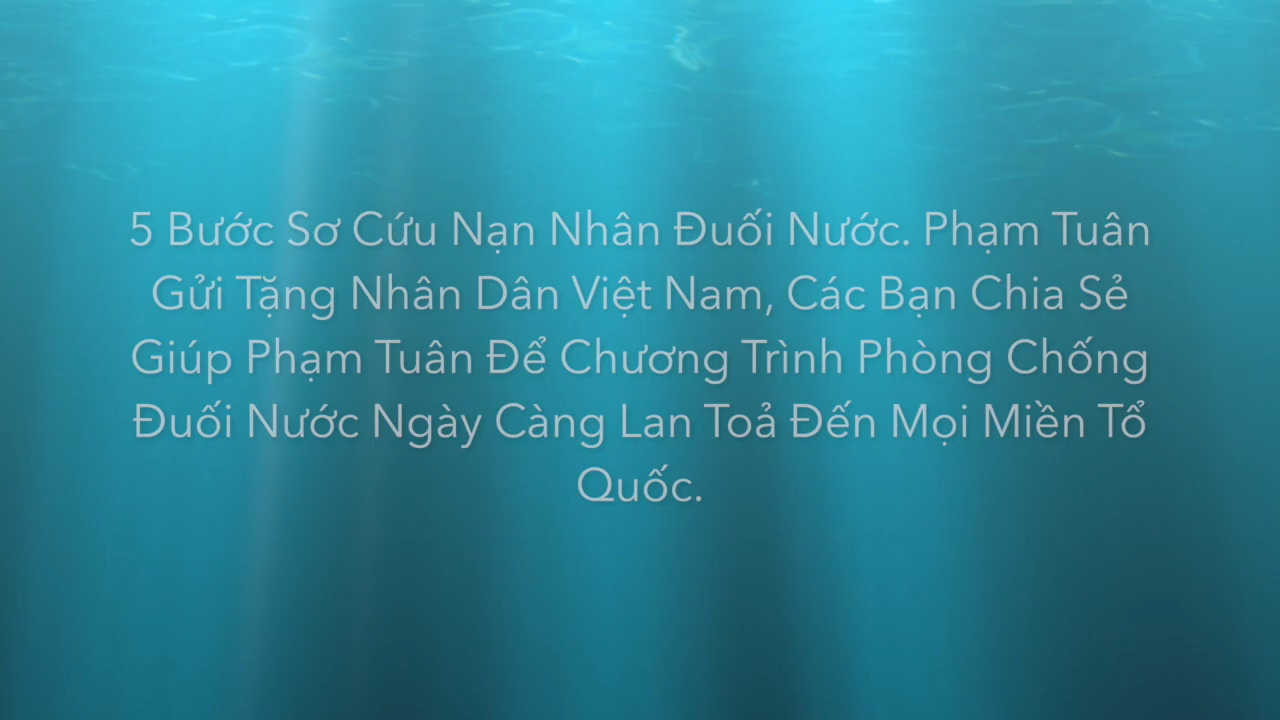 5 Bước Sơ Cứu Nạn Nhân Đuối Nước. Phạm Tuân
Gửi Tặng Nhân Dân Việt Nam, Các Bạn Chia Sẻ
Giúp Phạm Tuân Để Chương Trình Phòng Chống
Đuối Nước Ngày Càng Lan Toả Đến Mọi Miền Tổ
Quốc.